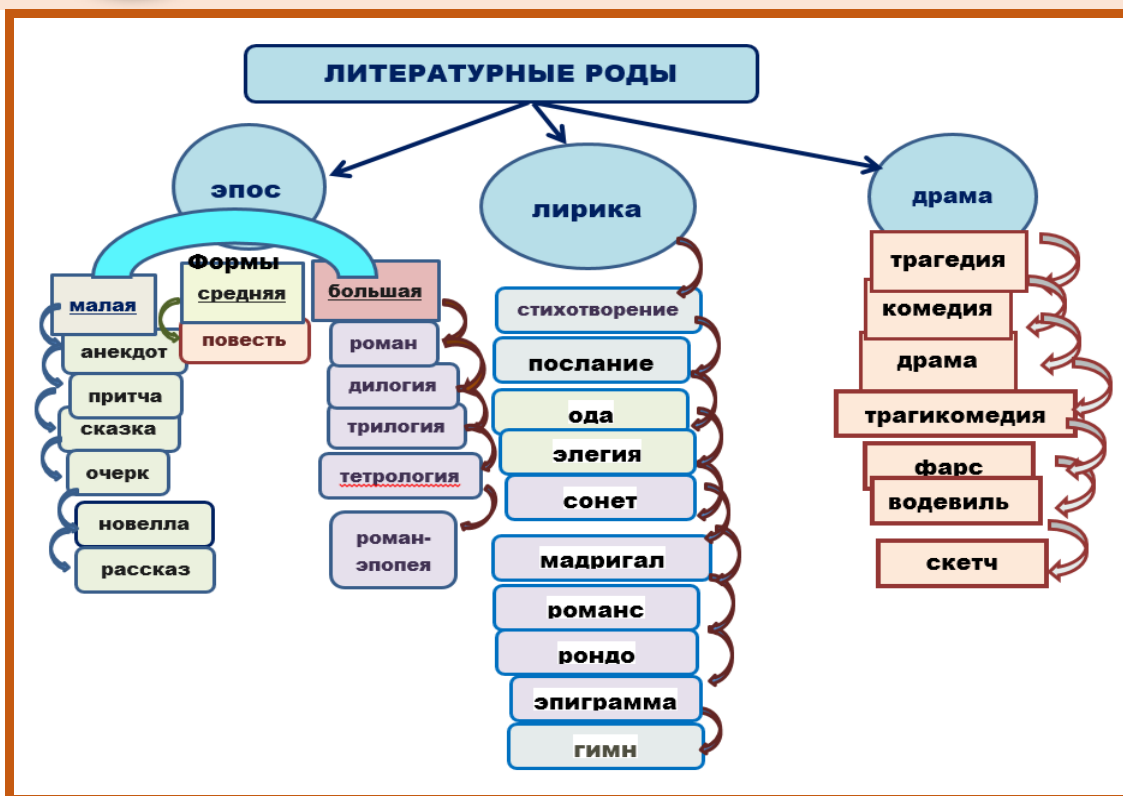 ЛИТЕРАТУРНЫЕ РОДЫ
эпос
Формы
малая
анекдот
притча
сказка
очерк
новелла
рассказ
средняя
повесть
большая
роман
дилогия
трилогия
тетрология
роман-
эпопея
лирика
стихотворение
послание
ода
элегия
сонет
мадригал
романс
рондо
эпиграмма
гимн
драма
трагедия
комедия
драма
трагикомедия
фарс
водевиль
скетч